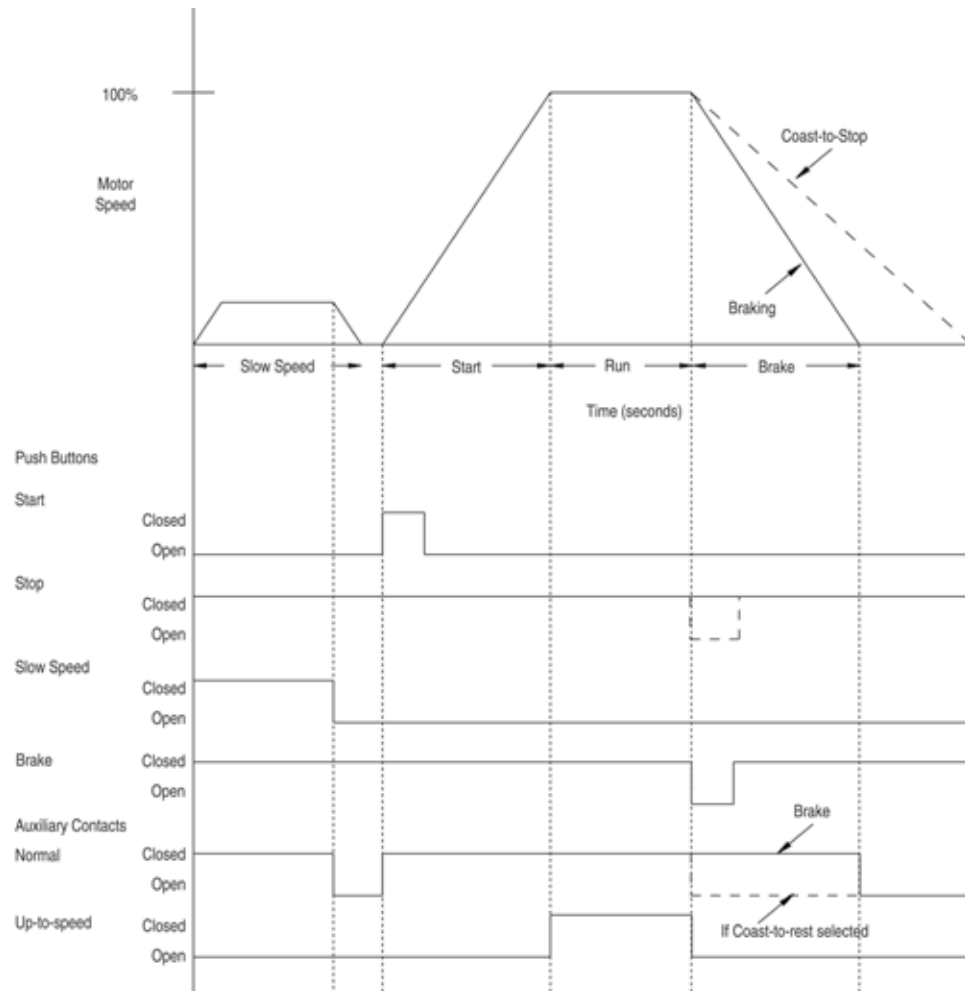 100%
Motor
Speed
Coast-to-Stop
Braking
Slow Speed
Start
Run
Brake
Time (seconds)
Push Buttons
Start
Closed
Open
Stop
Closed
Open
Slow Speed
Closed
Open
Brake
Closed
Open
Auxiliary Contacts
Brake
Normal
Closed
Open
If Coast-to-rest selected
Up-to-speed
Closed
Open